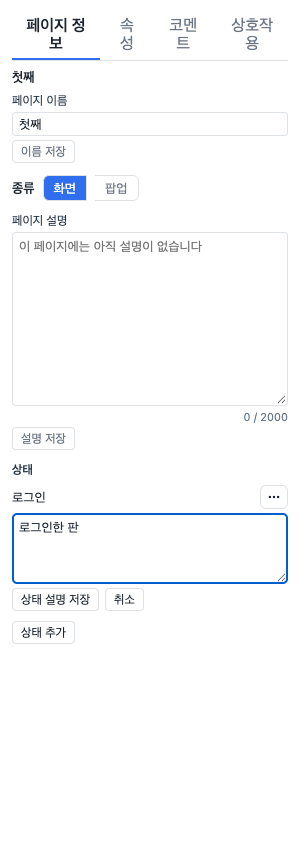 페이지 정
보
속
성
코멘
트
상호작
용
첫째
페이지 이름
첫째
이름 저장
종류 화면 팝업
페이지 설명
이 페이지에는 아직 설명이 없습니다
0 / 2000
설명 저장
상태
로그인 ...
로그인한 판
상태 설명 저장 취소
상태 추가